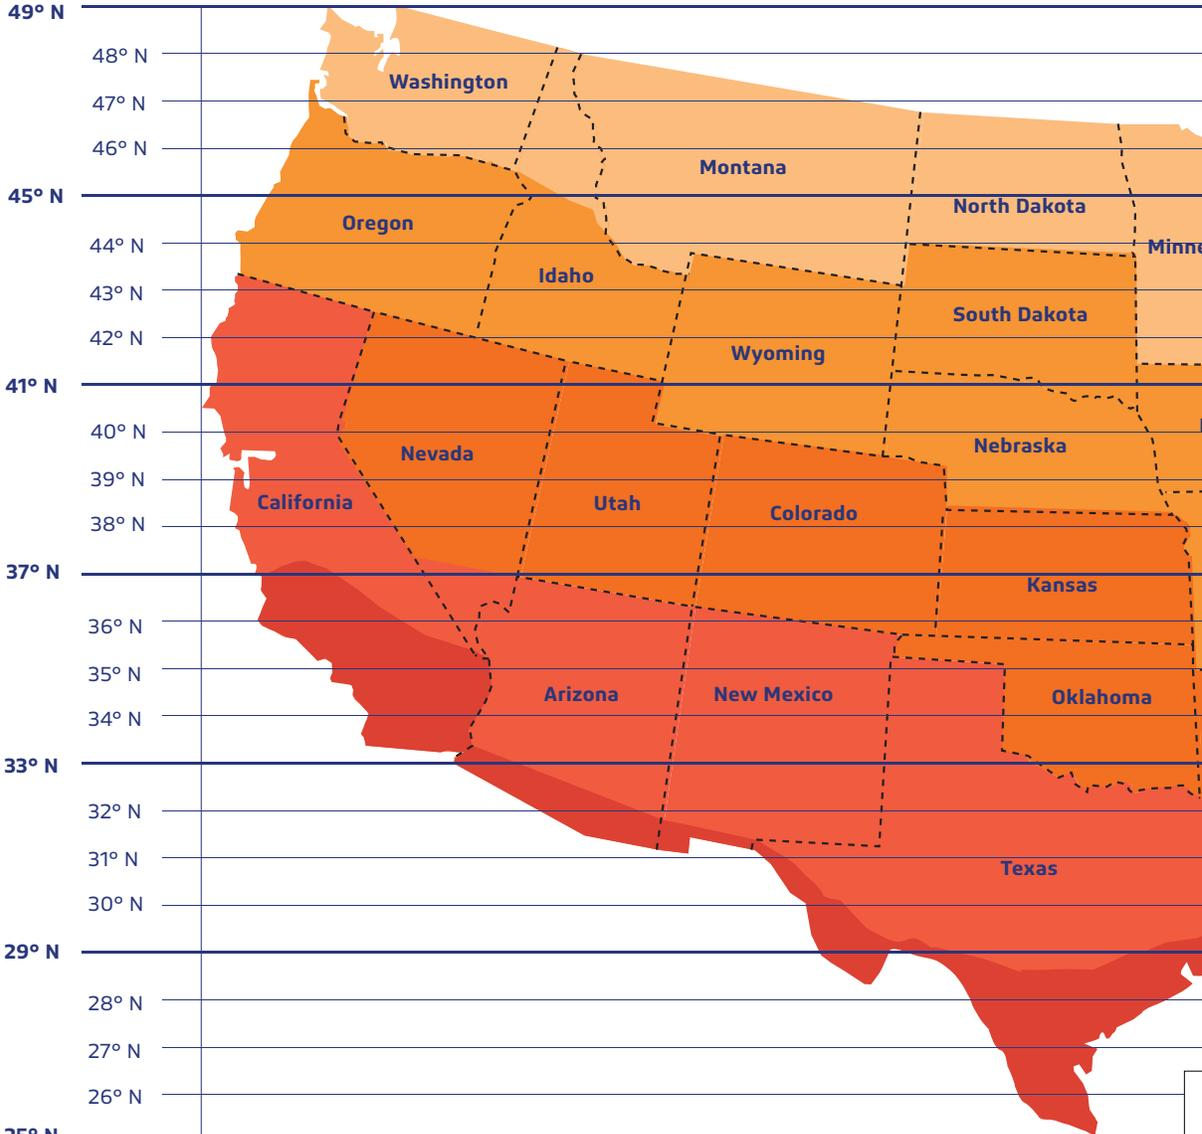 49° N
48° N
Washington
47° N
46° N
Montana
45° N
North Dakota
Oregon
44° N
Minne
Idaho
43° N
South Dakota
42° N
Wyoming
41° N
40° N
Nebraska
Nevada
39° N
California
Utah
Colorado
38° N
37° N
Kansas
36° N
35° N
Arizona
New Mexico
Oklahoma
34° N
33° N
32° N
31° N
Texas
30° N
29° N
28° N
27° N
26° N
25° N